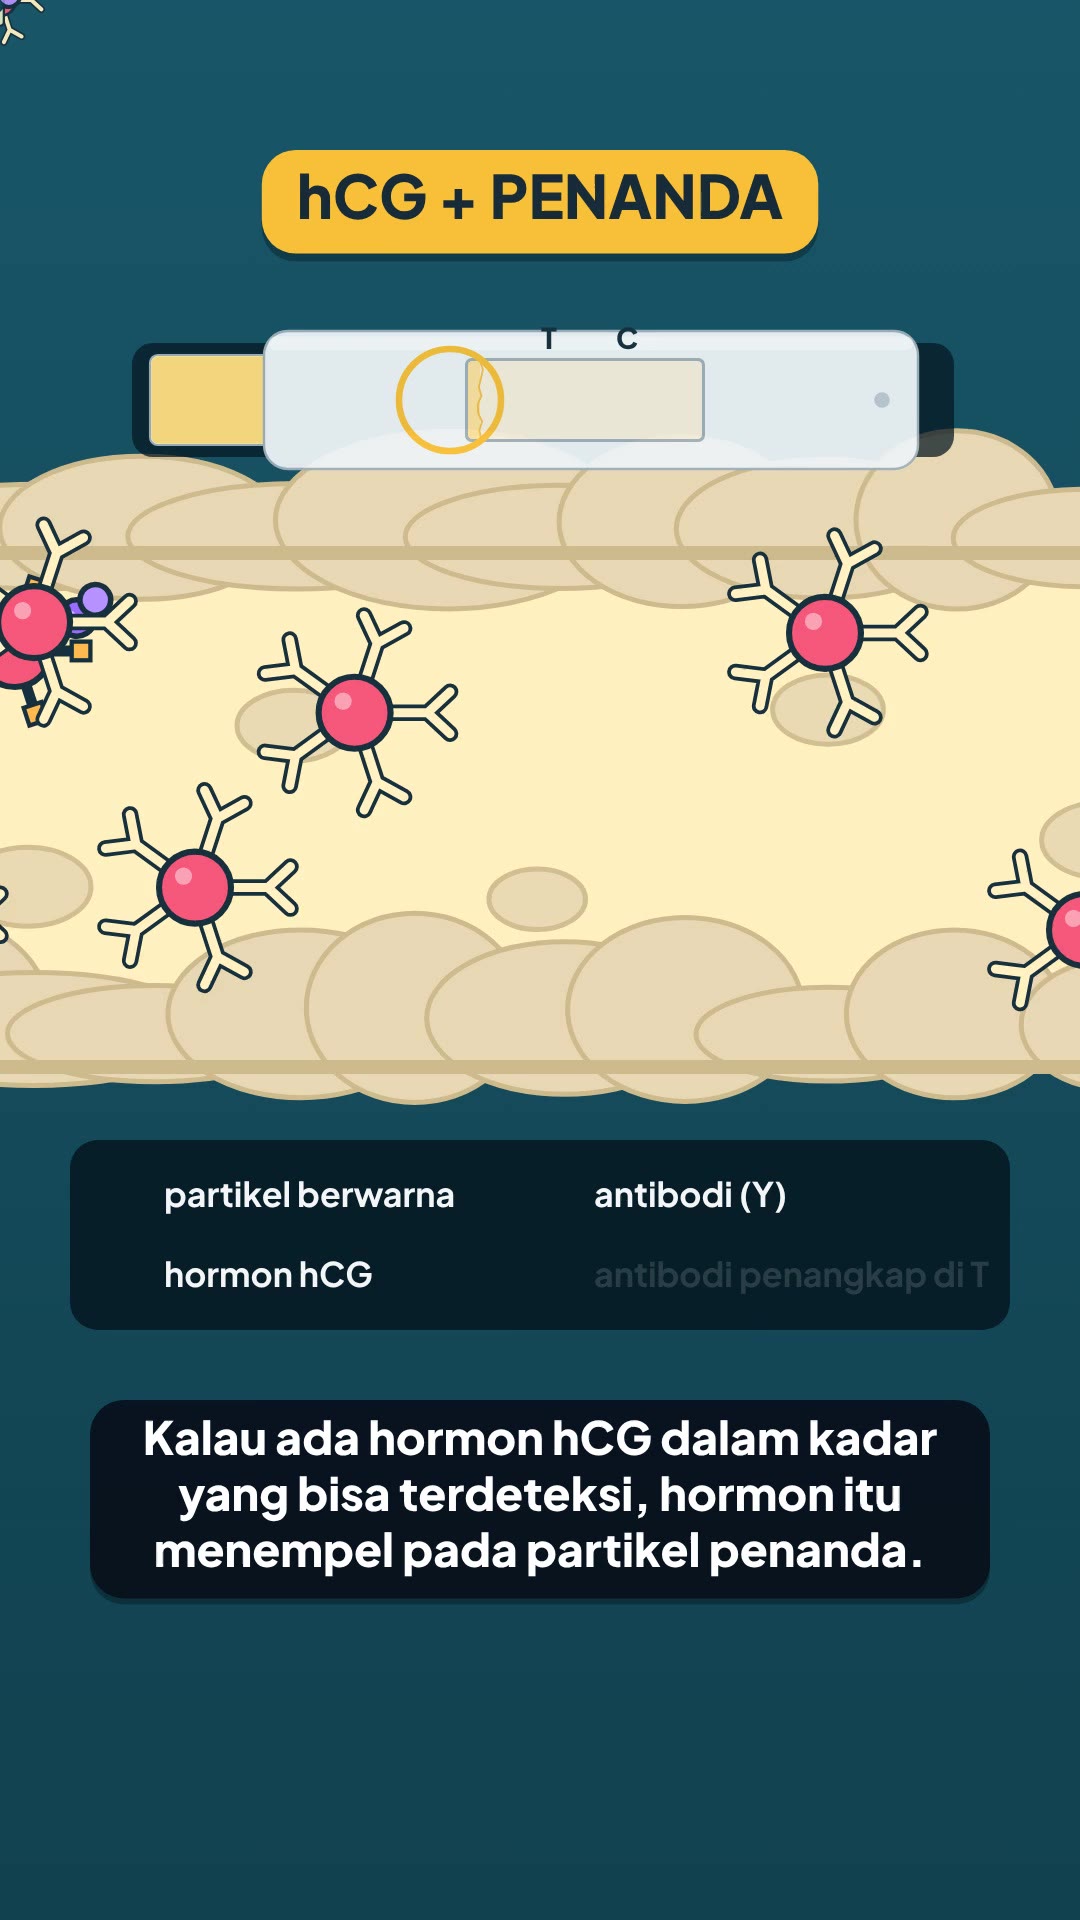 hCG + PENANDA
T C
partikel berwarna
antibodi (Y)
hormon hCG
antibodi penangkap di T
Kalau ada hormon hCG dalam kadar
yang bisa terdeteksi, hormon itu
menempel pada partikel penanda.